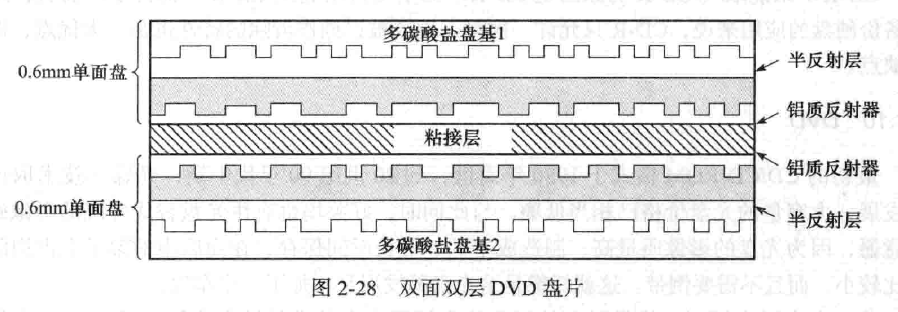 多碳酸盐盘基1
0.6mm单面盘
半反射层
铝质反射器
粘接层
铝质反射器
0.6mm单面盘
半反射层
多碳酸盐盘基2
图 2-28 双面双层 DVD 盘片